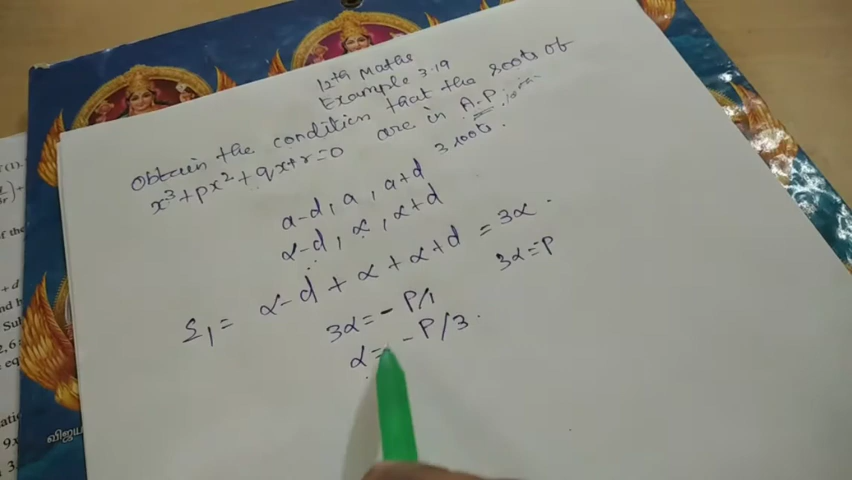 12th Maths
Example 3.19
Obtain the condition that the roots of
x³+px²+qx+r=0 are in A.P
3 roots.
a-d, a, a+d
α-d, α, α+d
Σ1 = α-d + α + α+d = 3α.
3α = - P/1
3α=P
α = - P/3.
விஜய